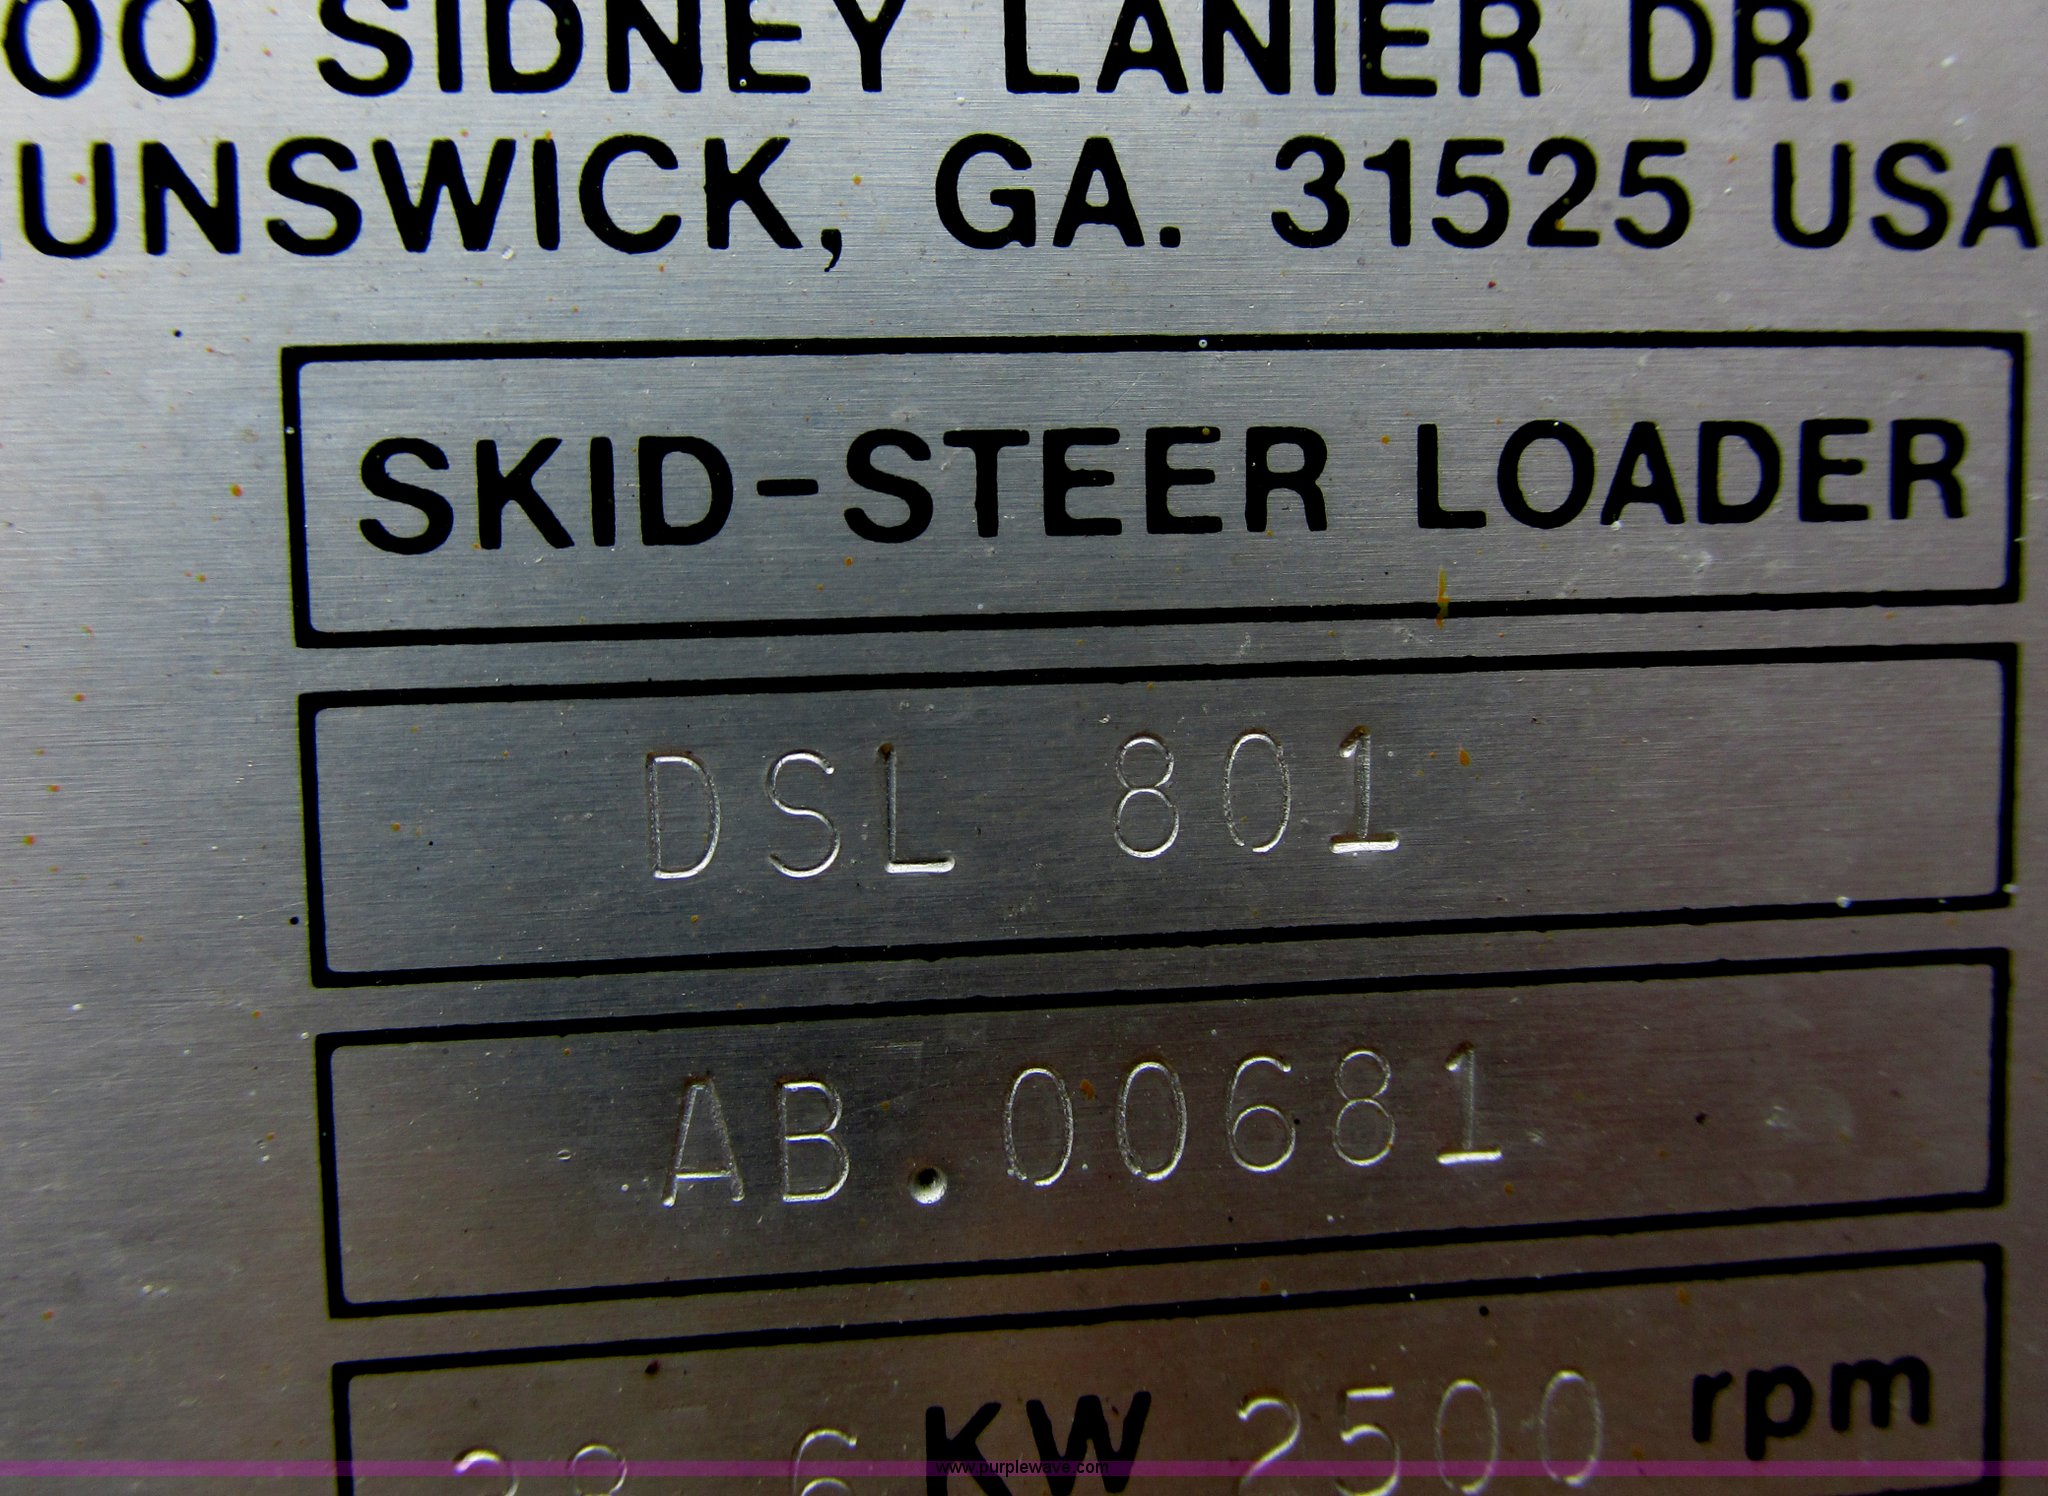 00 SIDNEY LANIER DR.
UNSWICK, GA. 31525 USA
SKID-STEER LOADER
DSL 801
AB.00681
6 KW 2500 rpm
www.purplewave.com